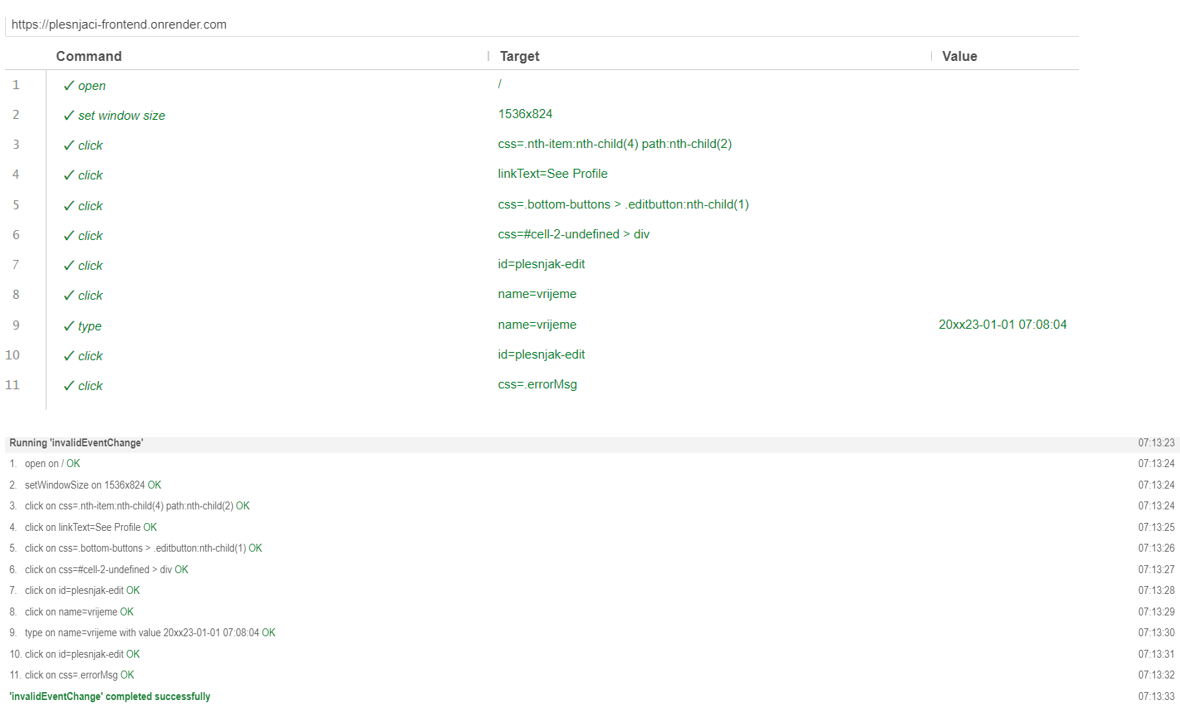 https://plesnjaci-frontend.onrender.com
Command Target Value
1 ✓ open /
2 ✓ set window size 1536x824
3 ✓ click css=.nth-item:nth-child(4) path:nth-child(2)
4 ✓ click linkText=See Profile
5 ✓ click css=.bottom-buttons > .editbutton:nth-child(1)
6 ✓ click css=#cell-2-undefined > div
7 ✓ click id=plesnjak-edit
8 ✓ click name=vrijeme
9 ✓ type name=vrijeme 20xx23-01-01 07:08:04
10 ✓ click id=plesnjak-edit
11 ✓ click css=.errorMsg
Running 'invalidEventChange' 07:13:23
1. open on / OK 07:13:24
2. setWindowSize on 1536x824 OK 07:13:24
3. click on css=.nth-item:nth-child(4) path:nth-child(2) OK 07:13:24
4. click on linkText=See Profile OK 07:13:25
5. click on css=.bottom-buttons > .editbutton:nth-child(1) OK 07:13:26
6. click on css=#cell-2-undefined > div OK 07:13:27
7. click on id=plesnjak-edit OK 07:13:28
8. click on name=vrijeme OK 07:13:29
9. type on name=vrijeme with value 20xx23-01-01 07:08:04 OK 07:13:30
10. click on id=plesnjak-edit OK 07:13:31
11. click on css=.errorMsg OK 07:13:32
'invalidEventChange' completed successfully 07:13:33